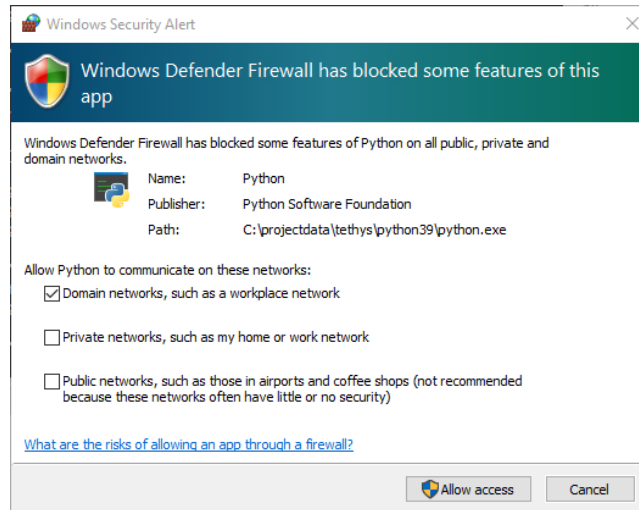 Windows Security Alert
Windows Defender Firewall has blocked some features of this
app
Windows Defender Firewall has blocked some features of Python on all public, private and
domain networks.
Name: Python
Publisher: Python Software Foundation
Path: C:\projectdata\tethys\python39\python.exe
Allow Python to communicate on these networks:
Domain networks, such as a workplace network
Private networks, such as my home or work network
Public networks, such as those in airports and coffee shops (not recommended
because these networks often have little or no security)
What are the risks of allowing an app through a firewall?
Allow access Cancel